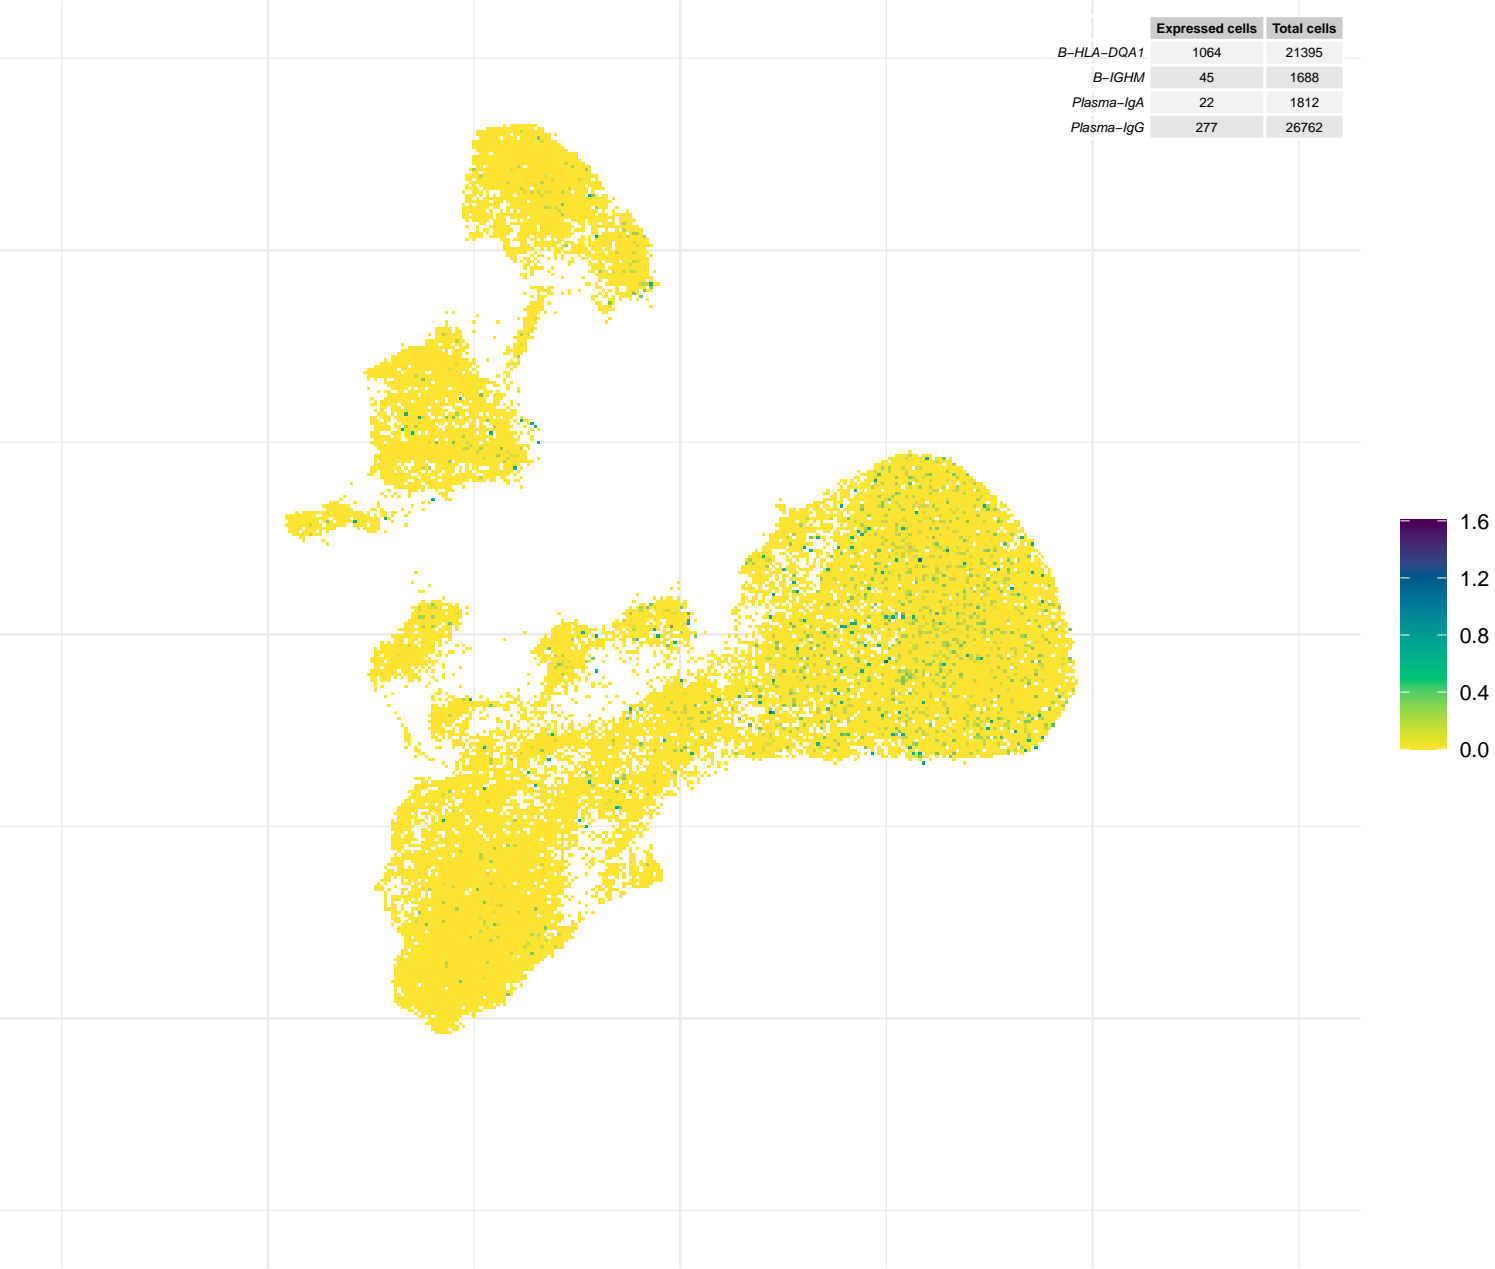 Expressed cells Total cells
B−HLA−DQA1 1064 21395
B−IGHM 45 1688
Plasma−IgA 22 1812
Plasma−IgG 277 26762
1.6
1.2
0.8
0.4
0.0